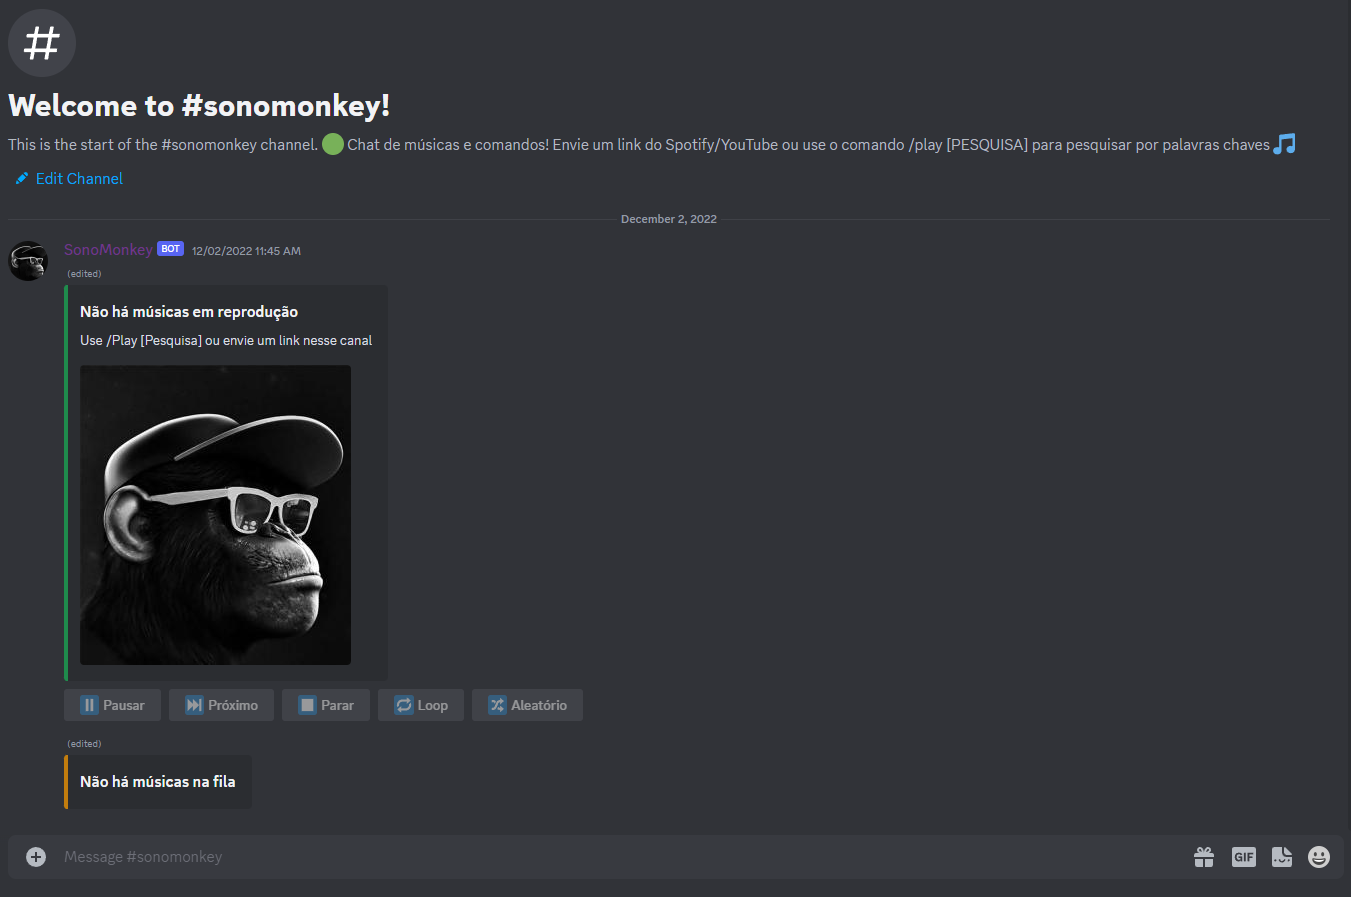 #
Welcome to #sonomonkey!
This is the start of the #sonomonkey channel. 🟢 Chat de músicas e comandos! Envie um link do Spotify/YouTube ou use o comando /play [PESQUISA] para pesquisar por palavras chaves 🎵
Edit Channel
December 2, 2022
SonoMonkey BOT 12/02/2022 11:45 AM
(edited)
Não há músicas em reprodução
Use /Play [Pesquisa] ou envie um link nesse canal
Pausar Próximo Parar Loop Aleatório
(edited)
Não há músicas na fila
Message #sonomonkey GIF